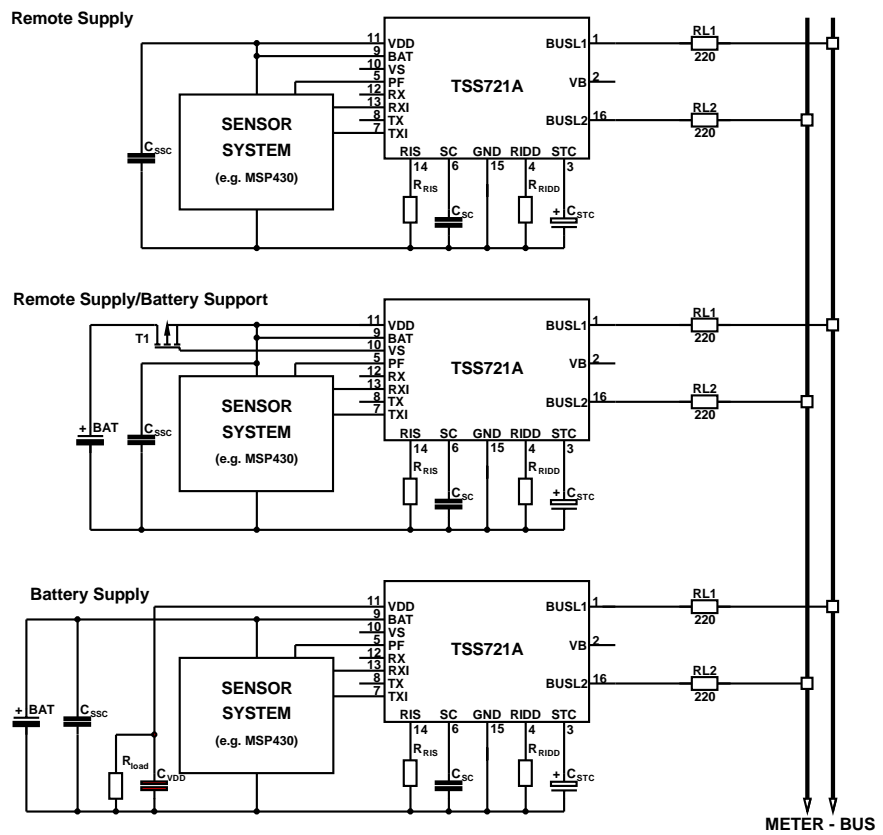 Remote Supply
11 VDD
9 BAT
10 VS
5 PF
12 RX
13 RXI
8 TX
7 TXI
TSS721A
BUSL1 1
VB 2
BUSL2 16
RIS SC GND RIDD STC
14 6 15 4 3
RL1
220
RL2
220
SENSOR
SYSTEM
(e.g. MSP430)
CSSC
RRIS
CSC
RRIDD
+ CSTC
Remote Supply/Battery Support
T1
11 VDD
9 BAT
10 VS
5 PF
12 RX
13 RXI
8 TX
7 TXI
TSS721A
BUSL1 1
VB 2
BUSL2 16
RIS SC GND RIDD STC
14 6 15 4 3
RL1
220
RL2
220
SENSOR
SYSTEM
(e.g. MSP430)
+ BAT
CSSC
RRIS
CSC
RRIDD
+ CSTC
Battery Supply
11 VDD
9 BAT
10 VS
5 PF
12 RX
13 RXI
8 TX
7 TXI
TSS721A
BUSL1 1
VB 2
BUSL2 16
RIS SC GND RIDD STC
14 6 15 4 3
RL1
220
RL2
220
SENSOR
SYSTEM
(e.g. MSP430)
+ BAT
CSSC
Rload
CVDD
RRIS
CSC
RRIDD
+ CSTC
METER - BUS